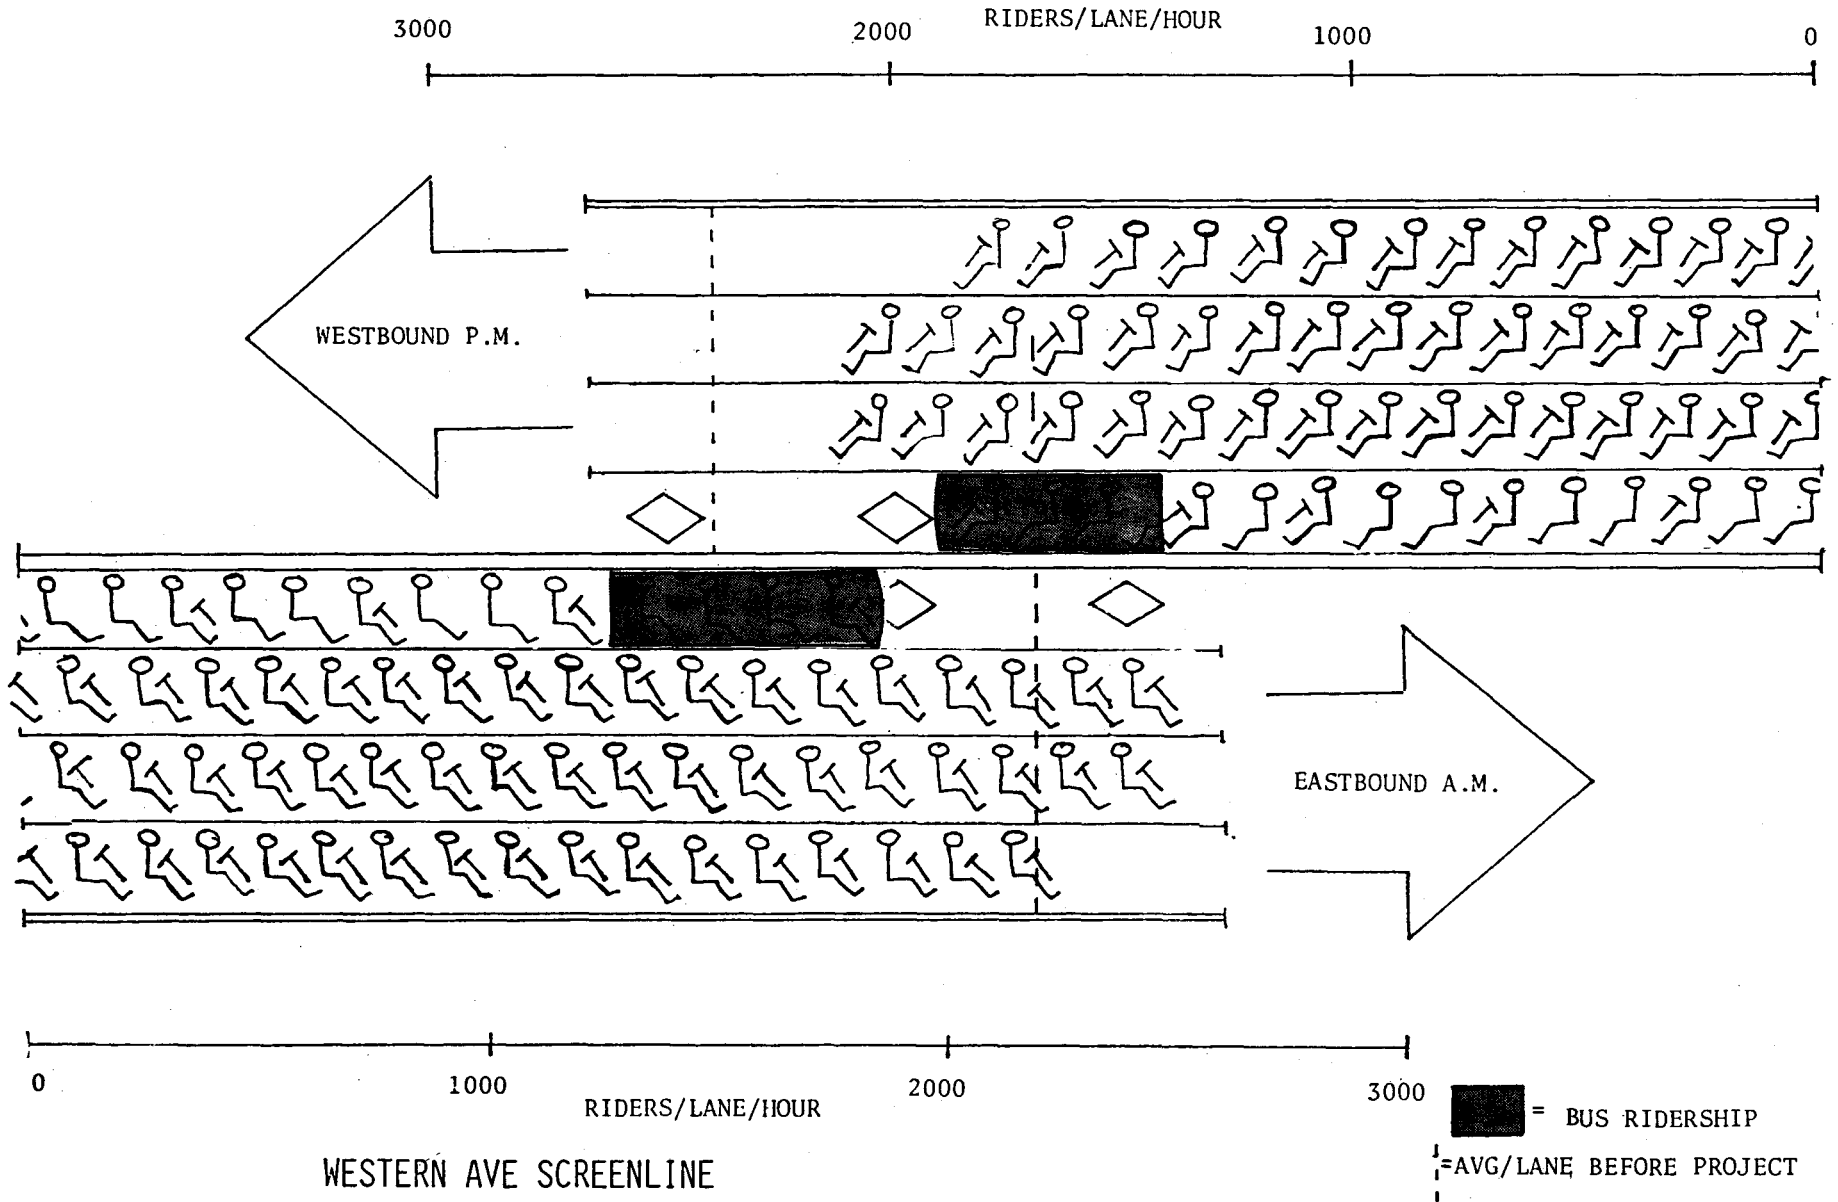 RIDERS/LANE/HOUR
3000 2000 1000 0
WESTBOUND P.M.
EASTBOUND A.M.
0 1000 2000 3000
RIDERS/LANE/HOUR
= BUS RIDERSHIP
=AVG/LANE BEFORE PROJECT
WESTERN AVE SCREENLINE